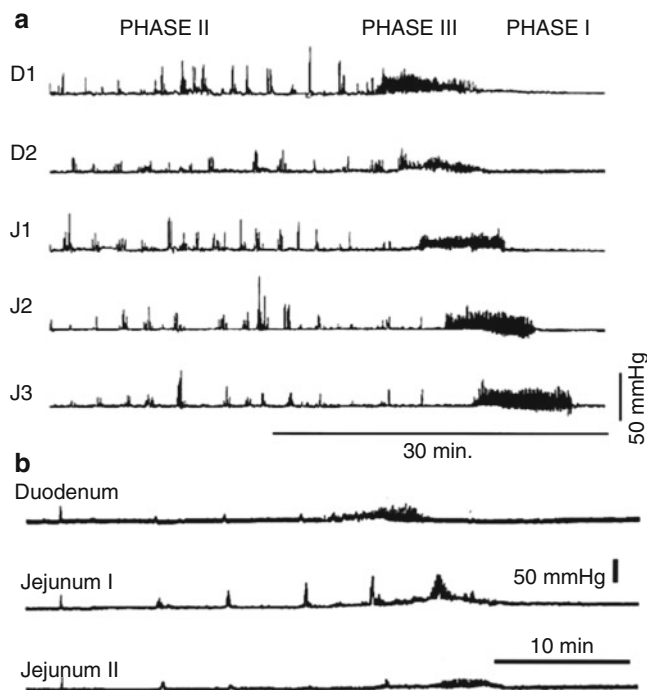 a
PHASE II PHASE III PHASE I
D1
D2
J1
J2
J3
50 mmHg
30 min.
b
Duodenum
Jejunum I
50 mmHg
10 min
Jejunum II